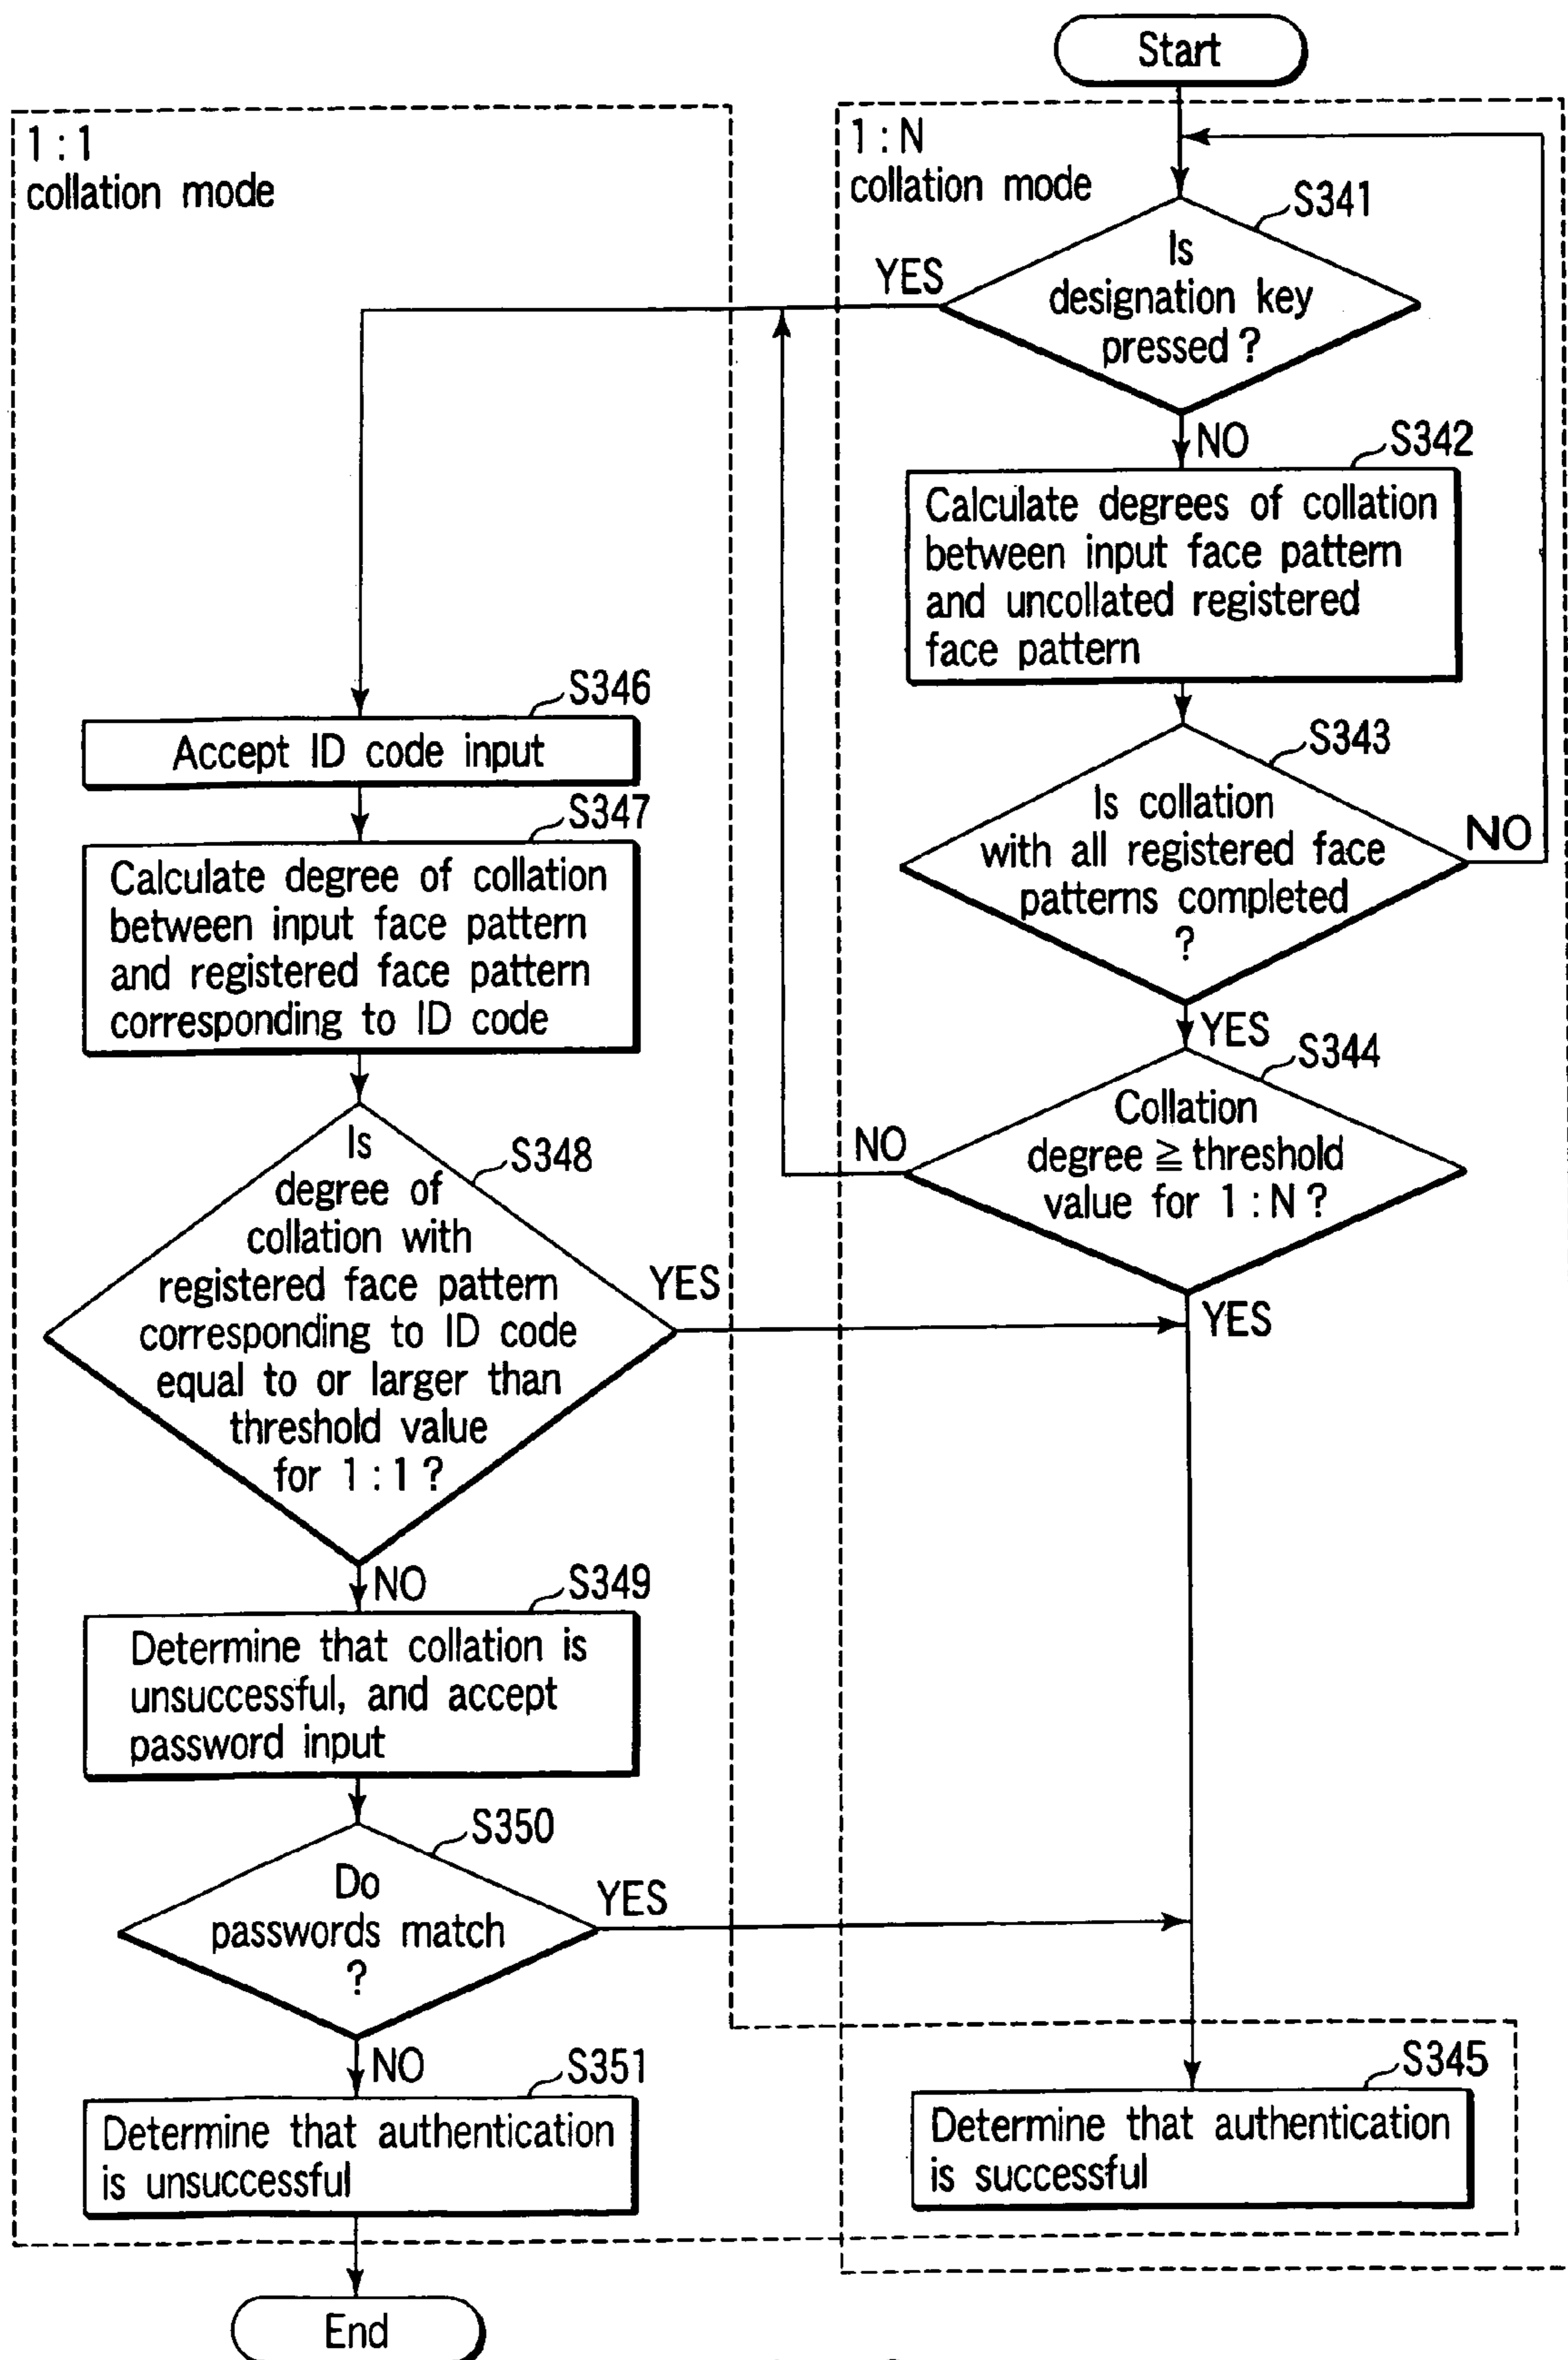 Start
1 : N
collation mode
S341
Is
designation key
pressed ?
YES
NO
S342
Calculate degrees of collation
between input face pattern
and uncollated registered
face pattern
S343
Is collation
with all registered face
patterns completed
?
NO
YES
S344
Collation
degree ≧ threshold
value for 1 : N ?
NO
YES
S345
Determine that authentication
is successful
1 : 1
collation mode
S346
Accept ID code input
S347
Calculate degree of collation
between input face pattern
and registered face pattern
corresponding to ID code
S348
Is
degree of
collation with
registered face pattern
corresponding to ID code
equal to or larger than
threshold value
for 1 : 1 ?
YES
NO
S349
Determine that collation is
unsuccessful, and accept
password input
S350
Do
passwords match
?
YES
NO
S351
Determine that authentication
is unsuccessful
End